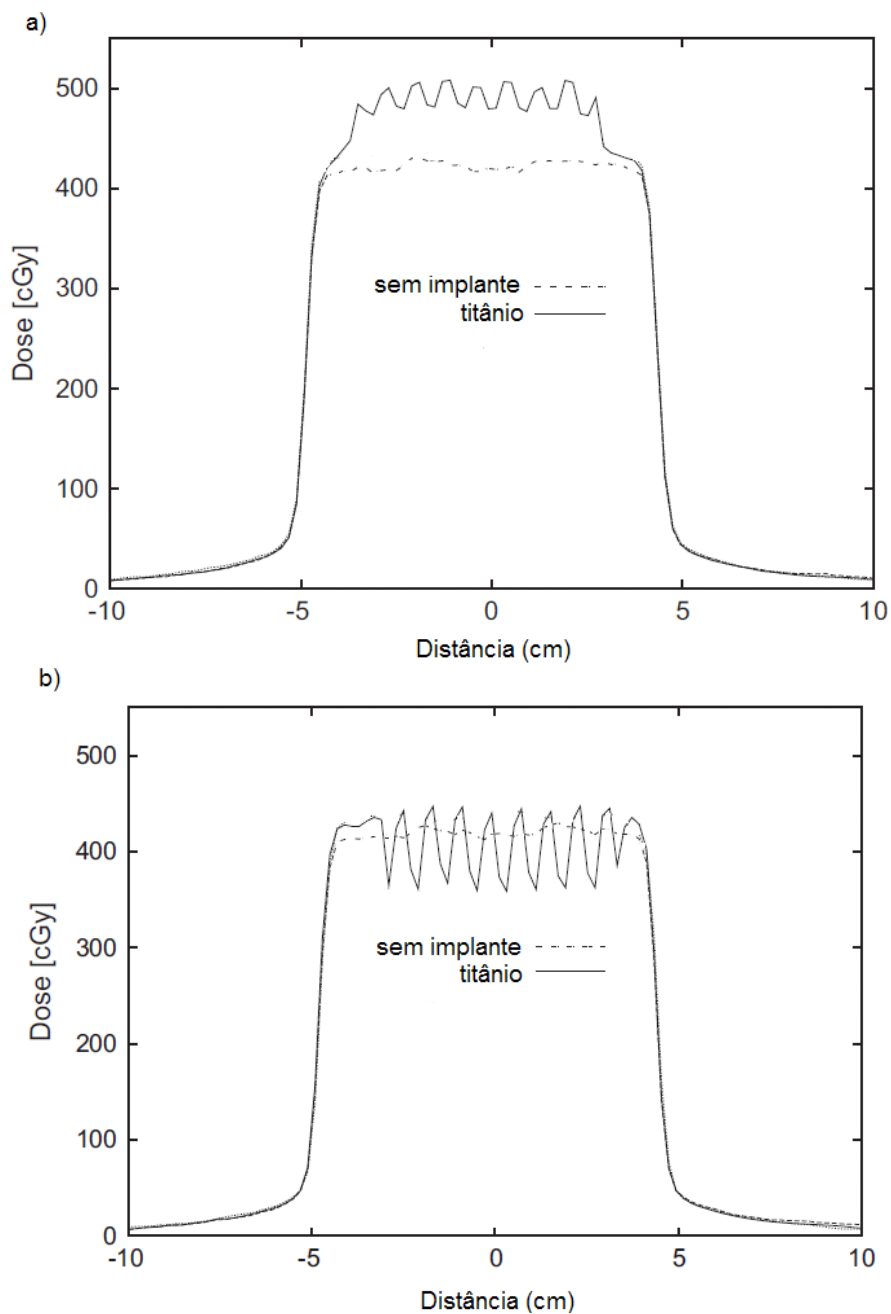 a)
500
400
300
200
100
0
Dose [cGy]
sem implante
titânio
-10
-5
0
5
10
Distância (cm)
b)
500
400
300
200
100
0
Dose [cGy]
sem implante
titânio
-10
-5
0
5
10
Distância (cm)